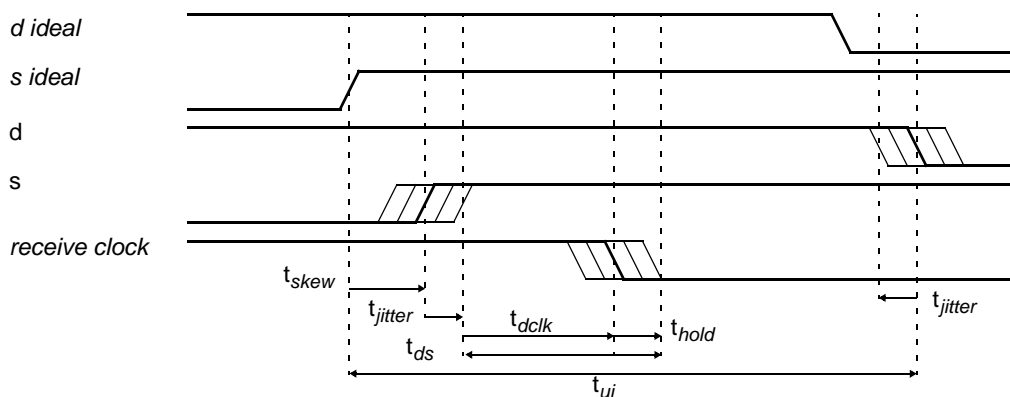 d ideal
s ideal
d
s
receive clock
tskew
tjitter
tjitter
tdclk
thold
tds
tui